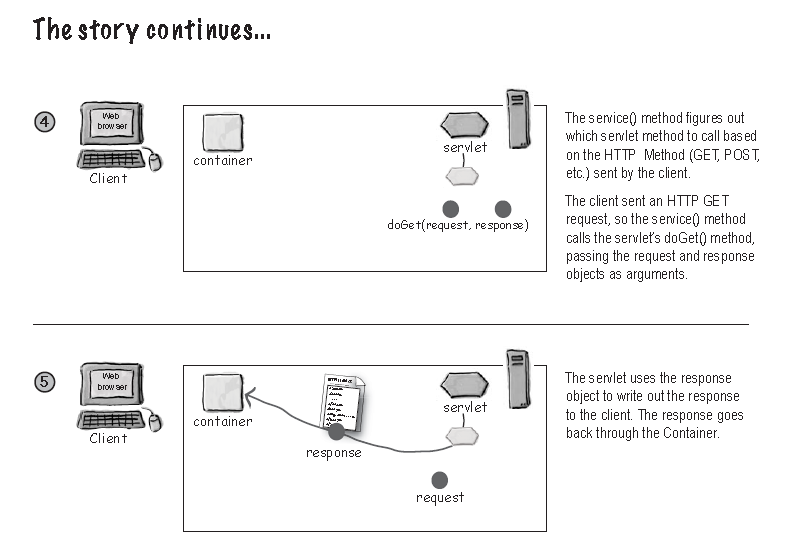 The story continues...
4
Web
browser
Client
container
servlet
doGet(request, response)
The service() method figures out
which servlet method to call based
on the HTTP Method (GET, POST,
etc.) sent by the client.
The client sent an HTTP GET
request, so the service() method
calls the servlet's doGet() method,
passing the request and response
objects as arguments.
5
Web
browser
Client
container
response
servlet
request
The servlet uses the response
object to write out the response
to the client. The response goes
back through the Container.